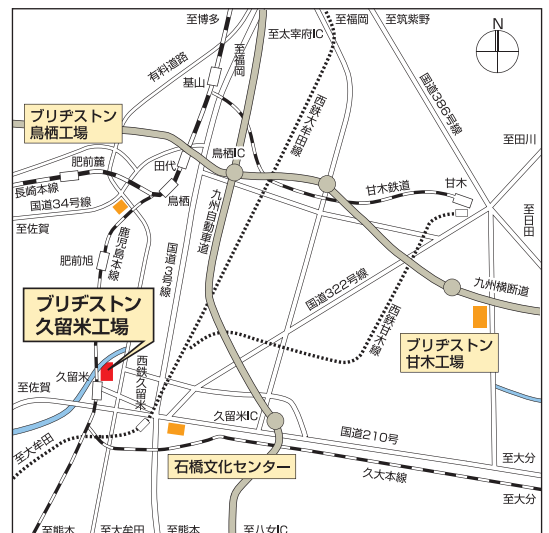 至博多
至福岡
至太宰府IC
至福岡
至筑紫野
N
有料道路
基山
国道386号線
西鉄大牟田線
ブリヂストン
鳥栖工場
至田川
鳥栖IC
肥前麓
田代
甘木鉄道
甘木
長崎本線
鳥栖
国道34号線
九州自動車道
至日田
至佐賀
鹿児島本線
国道3号線
肥前旭
国道322号線
九州横断道
ブリヂストン
久留米工場
西鉄甘木線
ブリヂストン
甘木工場
久留米
西鉄久留米
至佐賀
久留米IC
国道210号
至大牟田
石橋文化センター
久大本線
至大分
至大分
至熊本
至大牟田
至熊本
至八女IC